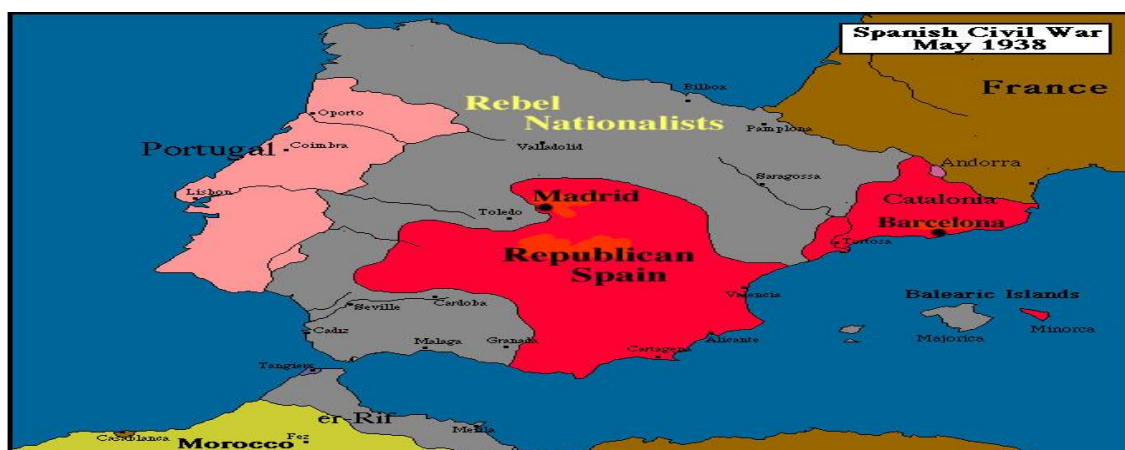 Spanish Civil War
May 1938
France
Bilboa
Rebel
Nationalists
Oporto
Pamplona
Portugal
Coimbra
Valladolid
Andorra
Saragossa
Lisbon
Madrid
Catalonia
Toledo
Barcelona
Tortosa
Republican
Spain
Valencia
Balearic Islands
Seville
Cordoba
Minorca
Cadiz
Majorica
Malaga
Granada
Alicante
Cartagena
Tangiers
er-Rif
Melila
Casablanca
Fez
Morocco